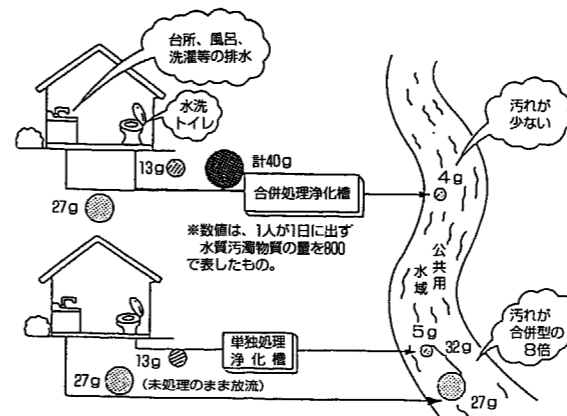 台所、風呂、
洗濯等の排水
水洗
トイレ
汚れが
少ない
13g
計40g
合併処理浄化槽
4g
27g
※数値は、1人が1日に出ず
水質汚濁物質の量を800
で表したもの。
公共用
水域
汚れが
合併型の
8倍
単独処理
浄化槽
13g
5g
32g
27g
(未処理のまま放流)
27g